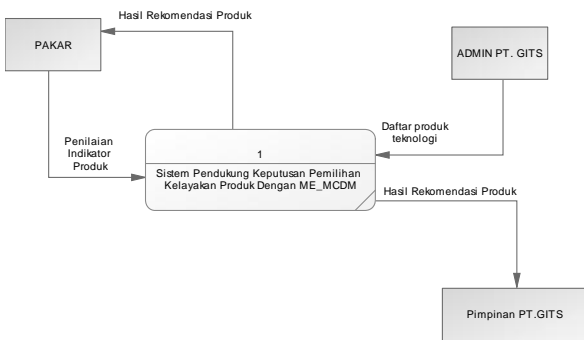 Hasil Rekomendasi Produk
PAKAR
ADMIN PT. GITS
Penilaian
Indikator
Produk
Daftar produk
teknologi
1
Sistem Pendukung Keputusan Pemilihan
Kelayakan Produk Dengan ME_MCDM
Hasil Rekomendasi Produk
Pimpinan PT.GITS